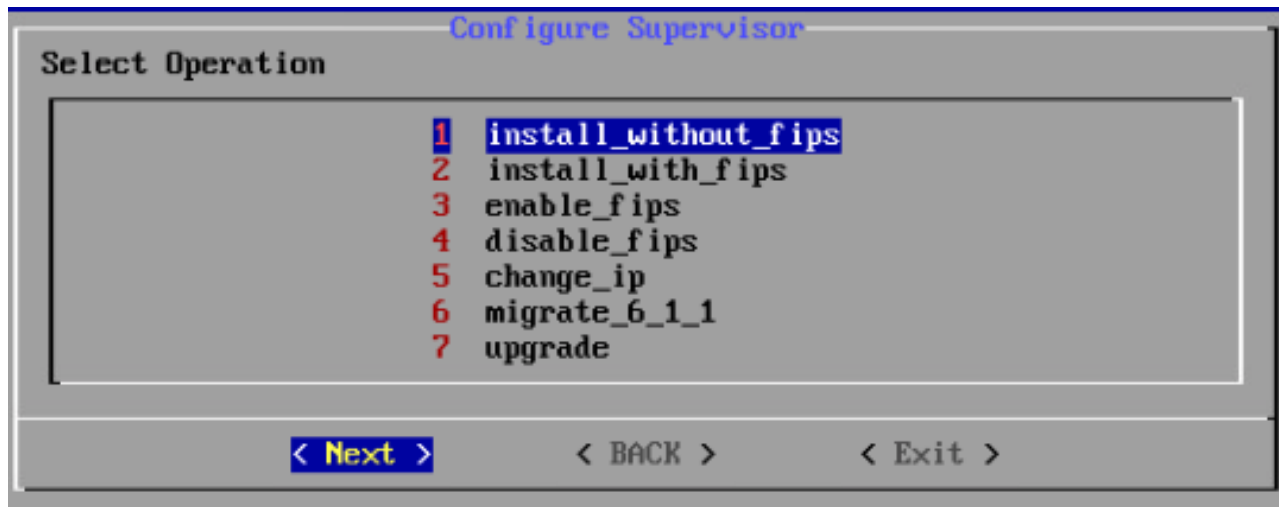 Configure Supervisor
Select Operation
1 install_without_fips
2 install_with_fips
3 enable_fips
4 disable_fips
5 change_ip
6 migrate_6_1_1
7 upgrade
< Next > < BACK > < Exit >